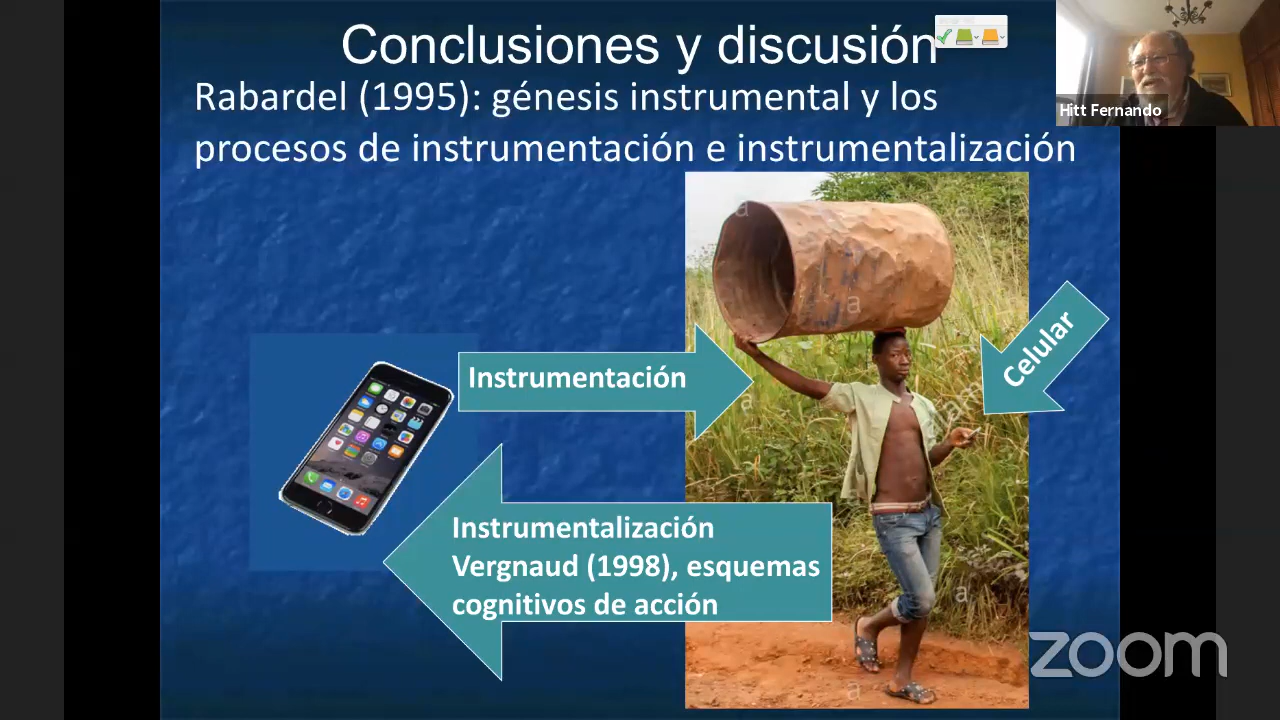 Conclusiones y discusión
Rabardel (1995): génesis instrumental y los
procesos de instrumentación e instrumentalización
Hitt Fernando
Celular
Instrumentación
Instrumentalización
Vergnaud (1998), esquemas
cognitivos de acción
a
a
a
a
a
zoom